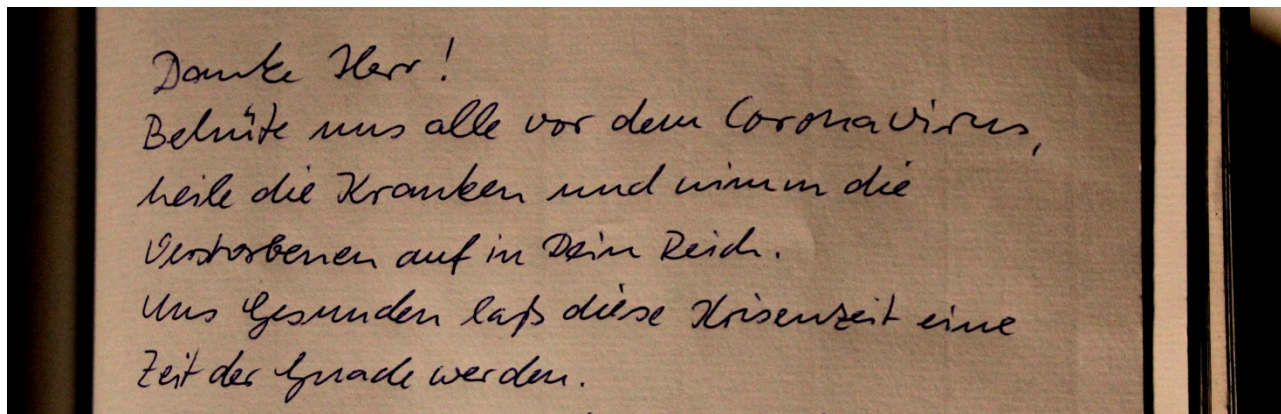 Danke Herr!
Behüte uns alle vor dem Coronavirus,
heile die Kranken und nimm die
Verstorbenen auf in Dein Reich.
Uns Gesunden laß diese Krisenzeit eine
Zeit der Gnade werden.